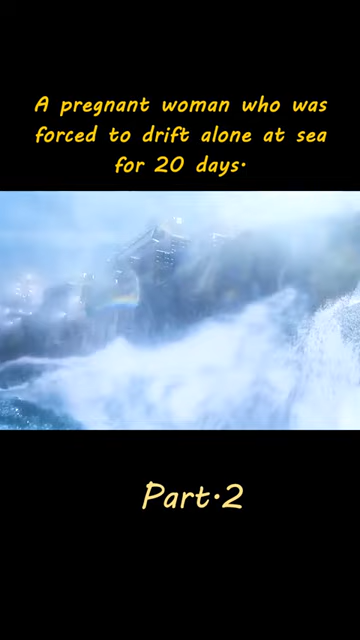 A pregnant woman who was
forced to drift alone at sea
for 20 days.
Part.2